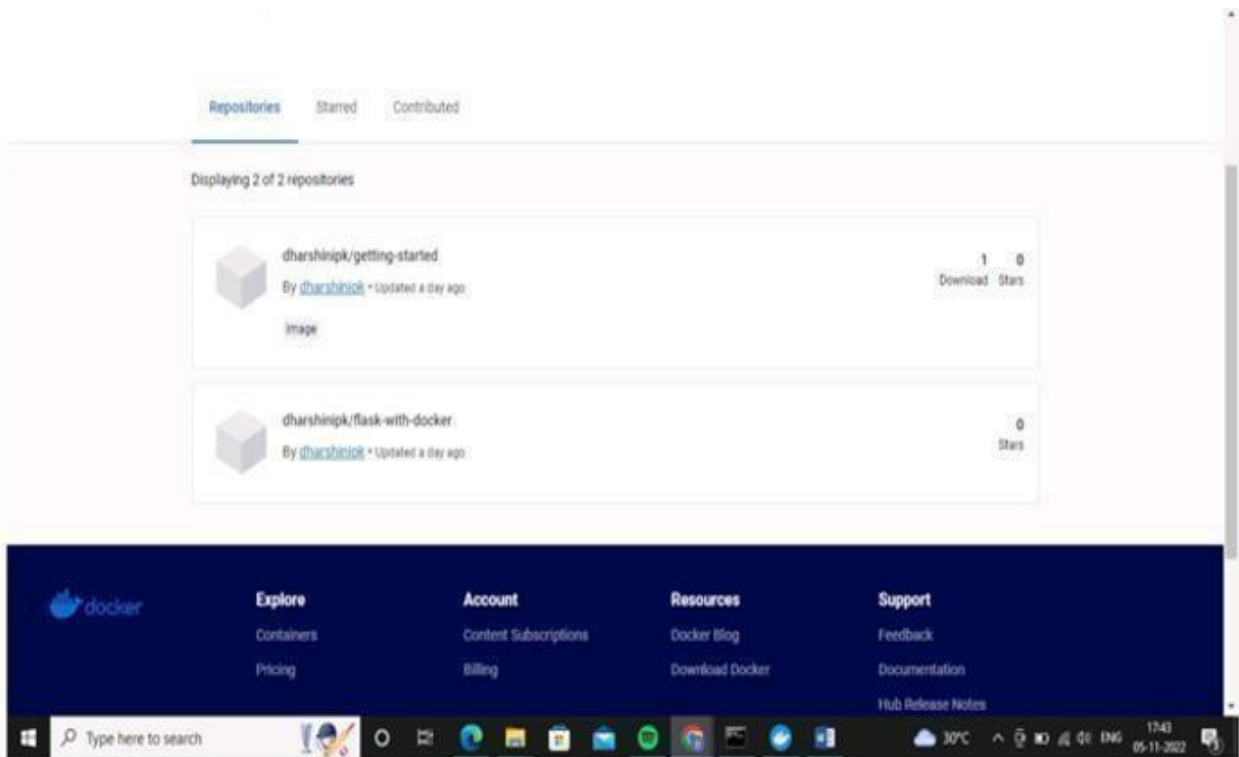 Repositories Starred Contributed
Displaying 2 of 2 repositories
dharshinipk/getting-started
1 0
By dharshinipk • Updated a day ago
Download Stars
Image
dharshinipk/flask-with-docker
0
By dharshinipk • Updated a day ago
Stars
docker
Explore Account Resources Support
Containers Content Subscriptions Docker Blog Feedback
Pricing Billing Download Docker Documentation
Hub Release Notes
Type here to search
30°C ENG
17:43
05-11-2022